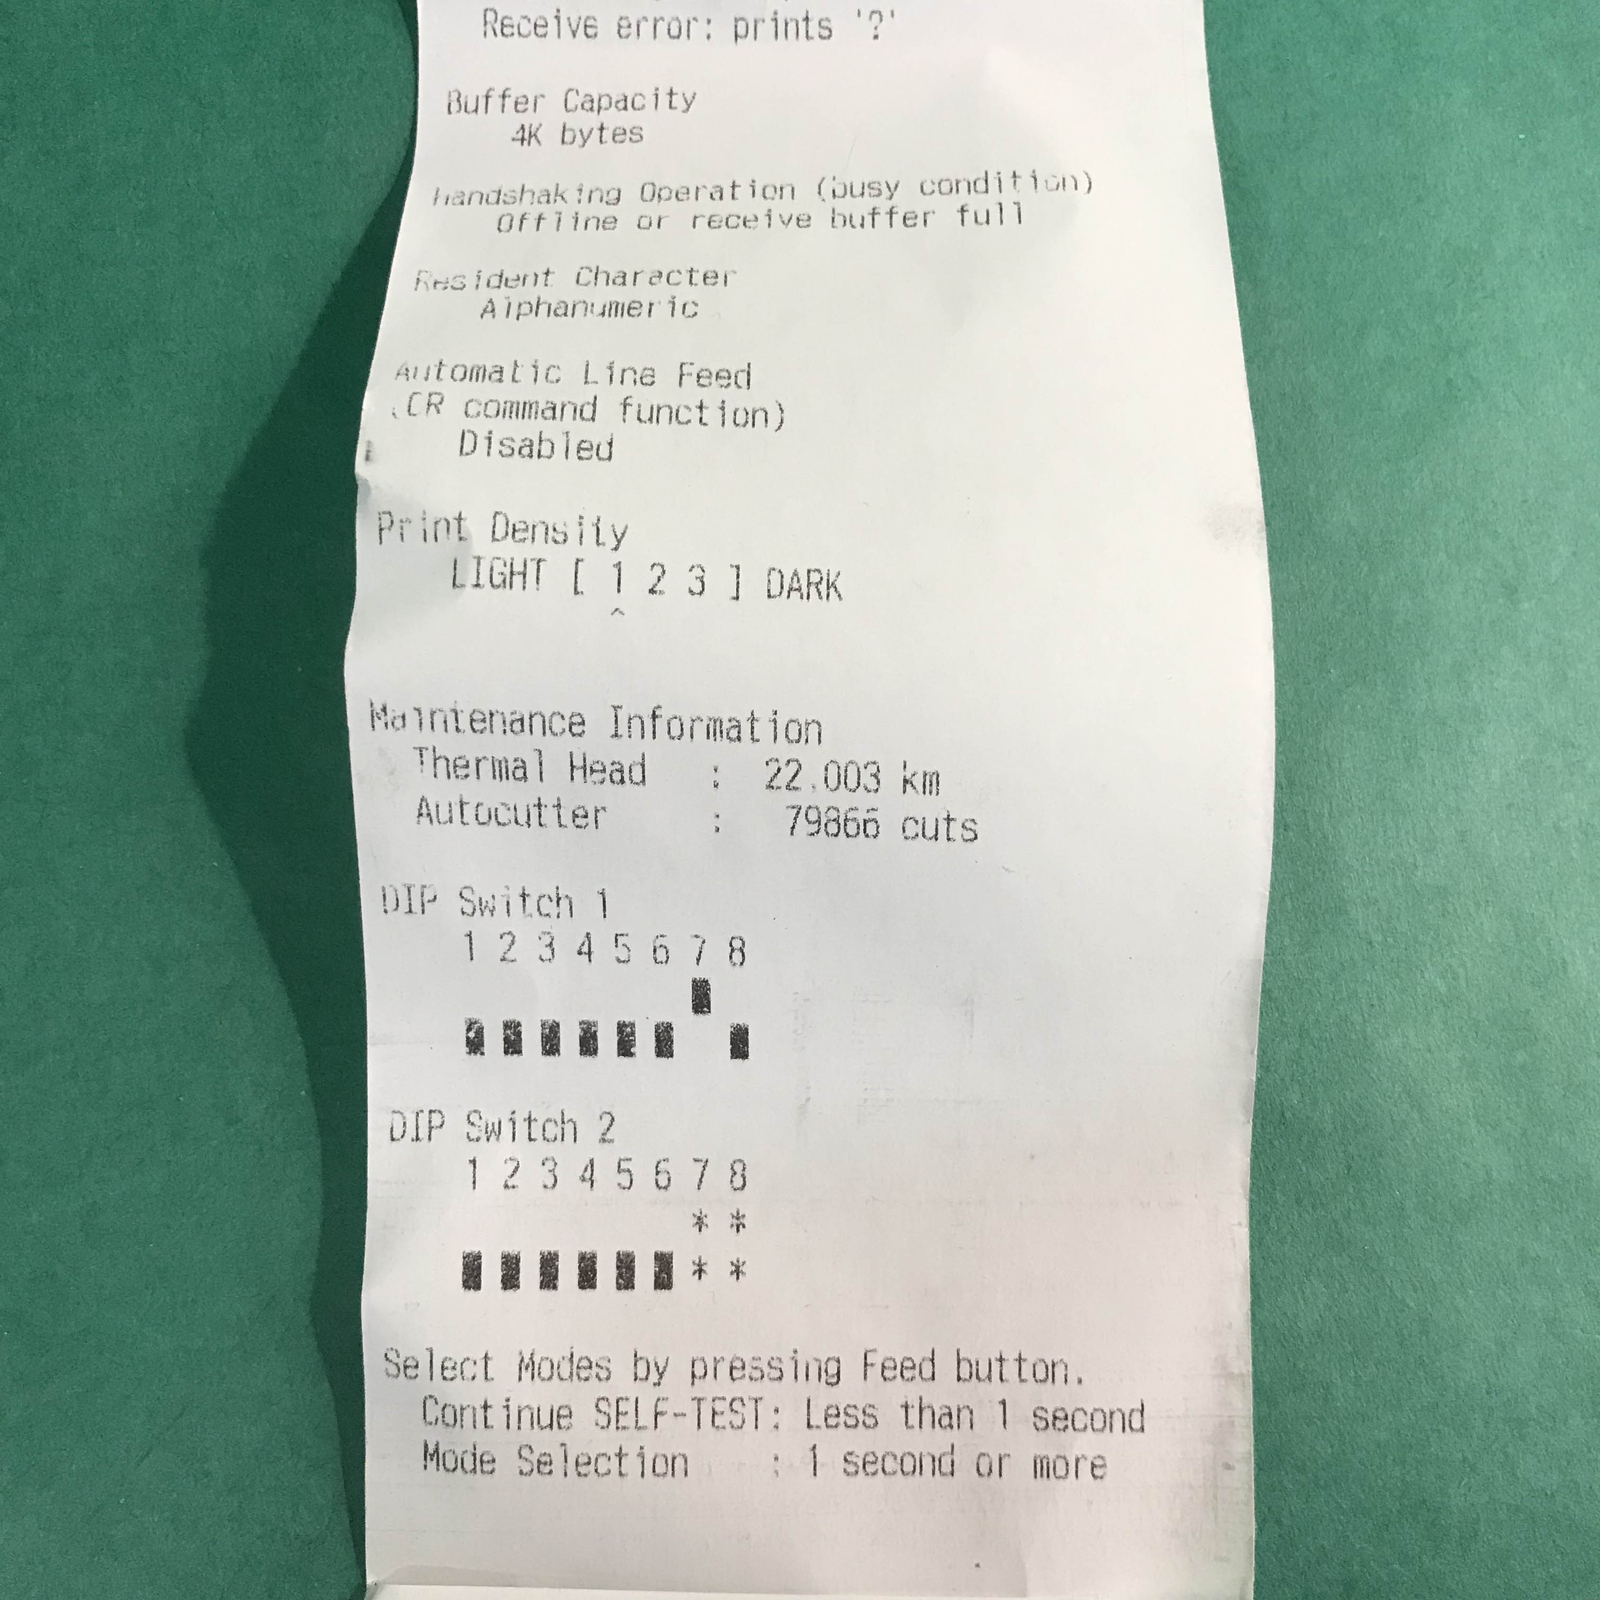 Receive error: prints '?'
Buffer Capacity
4K bytes
Handshaking Operation (busy condition)
Offline or receive buffer full
Resident Character
Alphanumeric
Automatic Line Feed
(CR command function)
Disabled
Print Density
LIGHT [ 1 2 3 ] DARK
^
Maintenance Information
Thermal Head : 22.003 km
Autocutter : 79866 cuts
DIP Switch 1
1 2 3 4 5 6 7 8
DIP Switch 2
1 2 3 4 5 6 7 8
* *
* *
Select Modes by pressing Feed button.
Continue SELF-TEST: Less than 1 second
Mode Selection : 1 second or more